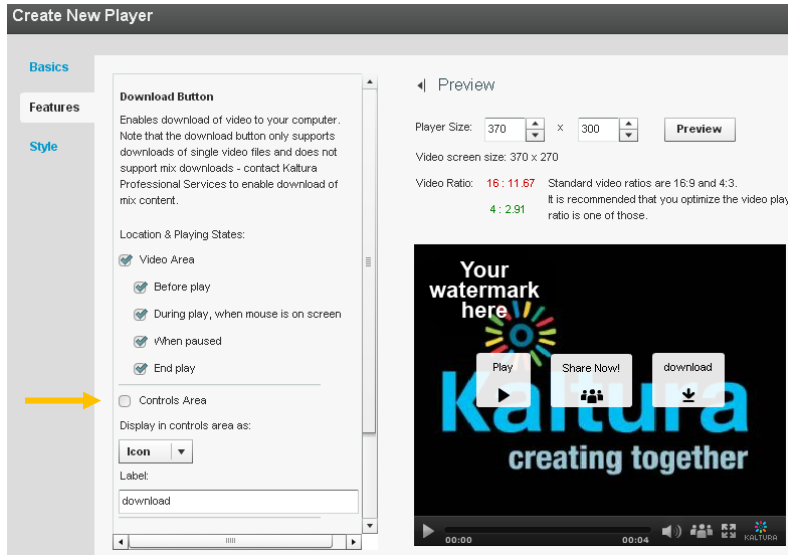 Create New Player
Basics
Features
Style
Download Button
Enables download of video to your computer.
Note that the download button only supports
downloads of single video files and does not
support mix downloads - contact Kaltura
Professional Services to enable download of
mix content.
Location & Playing States:
Video Area
Before play
During play, when mouse is on screen
When paused
End play
Controls Area
Display in controls area as:
Icon
Label:
download
Preview
Player Size: 370 x 300 Preview
Video screen size: 370 x 270
Video Ratio: 16 : 11.67 Standard video ratios are 16:9 and 4:3.
It is recommended that you optimize the video play
4 : 2.91 ratio is one of those.
Your
watermark
here
Play Share Now! download
Kaltura
creating together
00:00 00:04 KALTURA